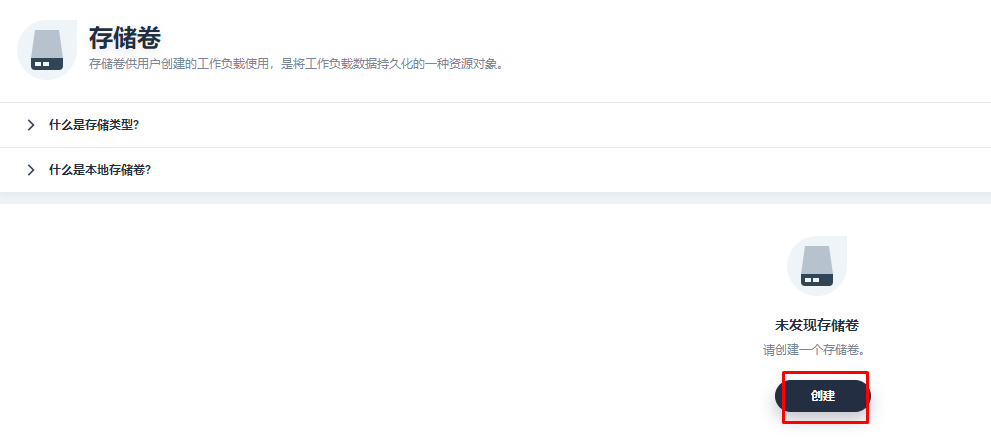 存储卷
存储卷供用户创建的工作负载使用，是将工作负载数据持久化的一种资源对象。
什么是存储类型？
什么是本地存储卷？
未发现存储卷
请创建一个存储卷。
创建